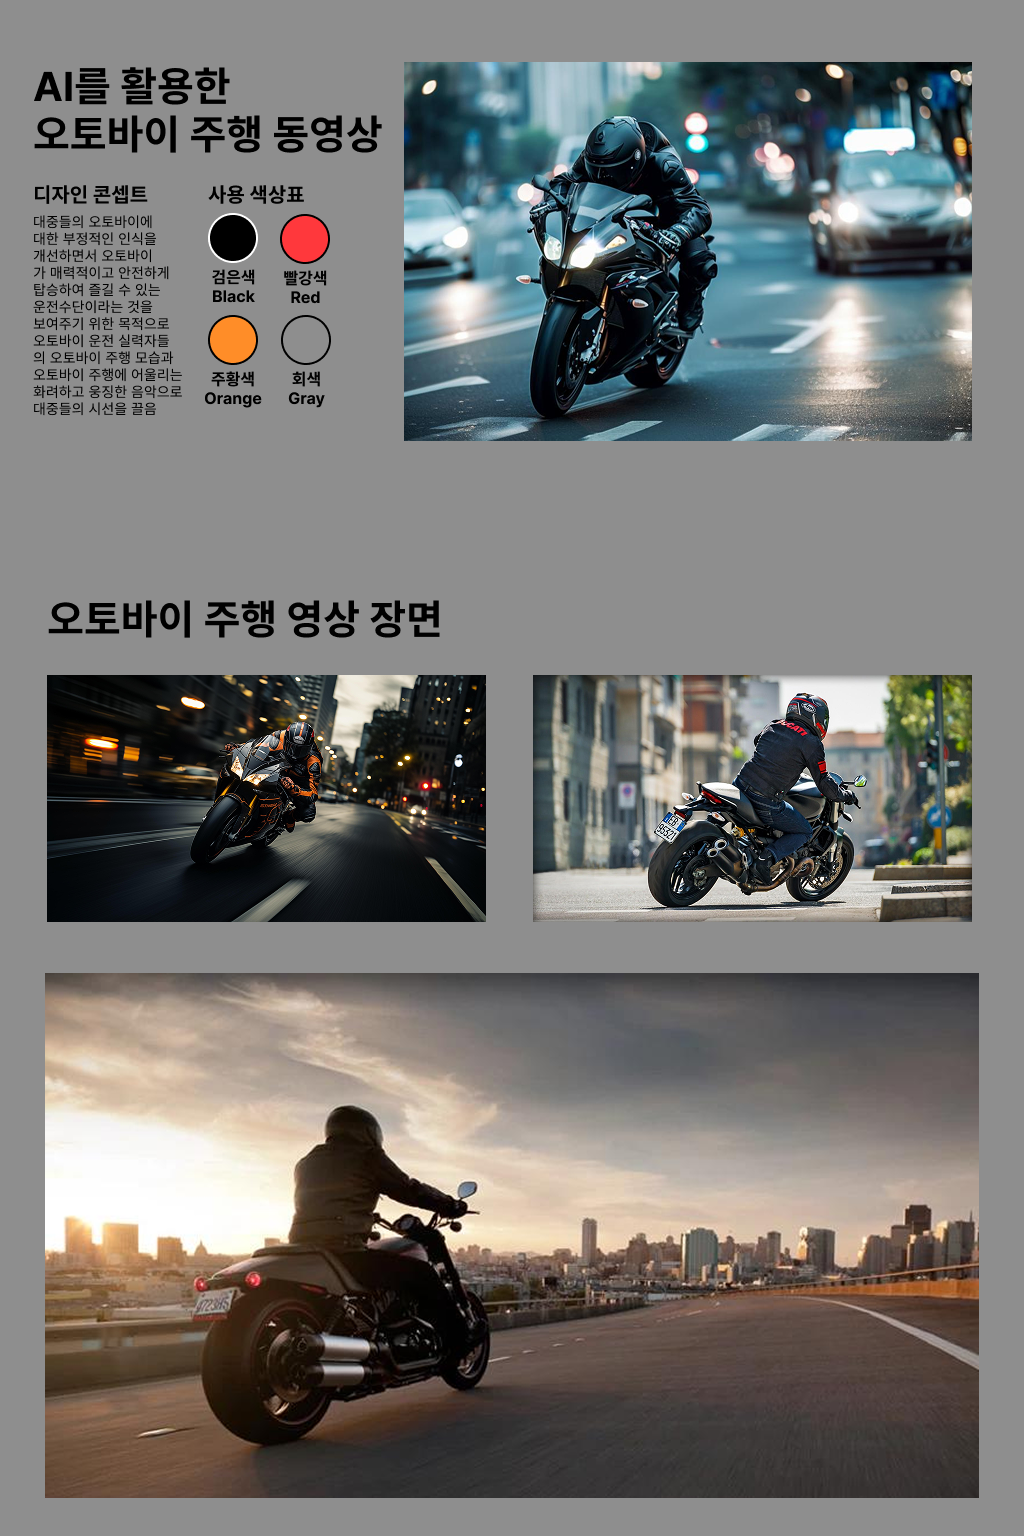 AI를 활용한
오토바이 주행 동영상
디자인 콘셉트
대중들의 오토바이에
대한 부정적인 인식을
개선하면서 오토바이
가 매력적이고 안전하게
탑승하여 즐길 수 있는
운전수단이라는 것을
보여주기 위한 목적으로
오토바이 운전 실력자들
의 오토바이 주행 모습과
오토바이 주행에 어울리는
화려하고 웅징한 음악으로
대중들의 시선을 끌음
사용 색상표
검은색
Black
빨강색
Red
주황색
Orange
회색
Gray
오토바이 주행 영상 장면
DUCATI